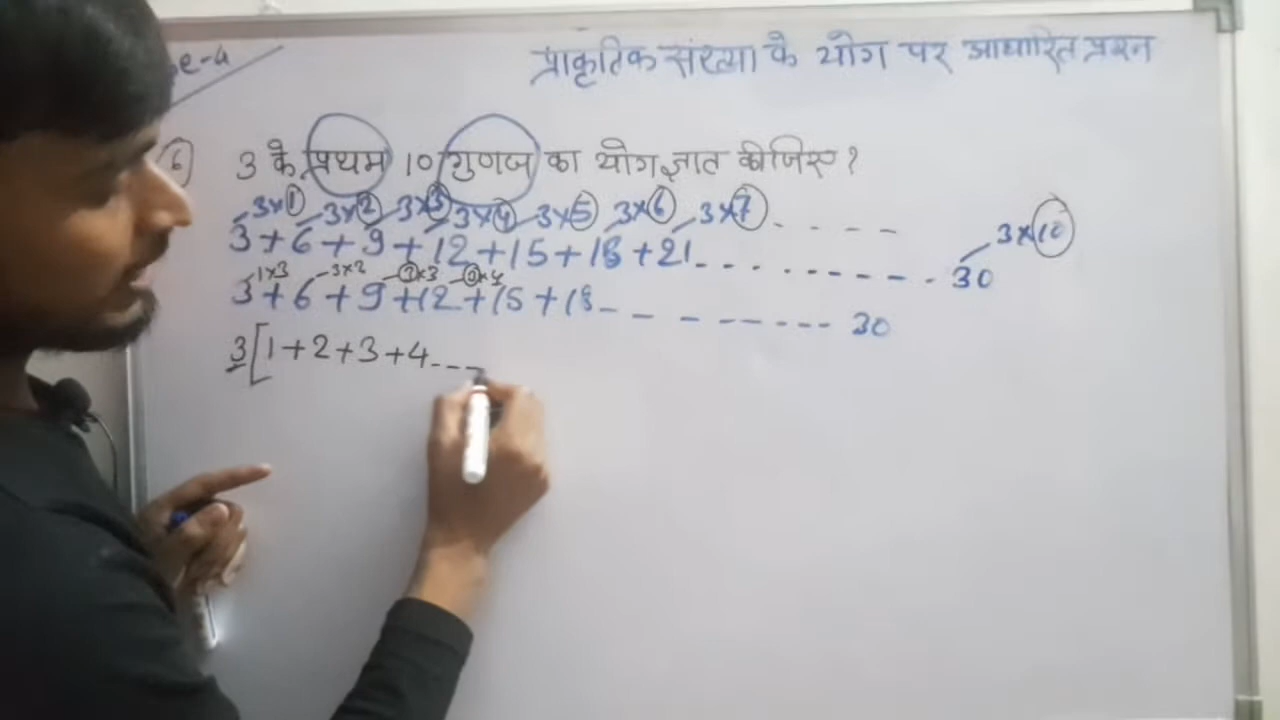 e-4
प्राकृतिक संख्या के योग पर आधारित प्रश्न
6) 3 के प्रथम 10 गुणज का योग ज्ञात कीजिए?
3×1 3×2 3×3 3×4 3×5 3×6 3×7 - - - - 3×10
3+6+9+12+15+18+21 - - - - - - - - - 30
1×3 3×2 3×3 3×4
3+6+9+12+15+18 - - - - - - - - - 30
3[1+2+3+4 - - - -